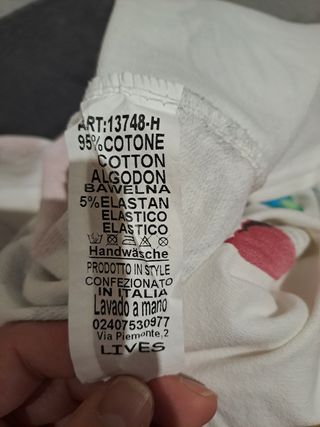 ART:13748-H
95%COTONE
COTTON
ALGODON
BAWELNA
5%ELASTAN
ELASTICO
ELASTICO
Handwäsche
PRODOTTO IN STYLE
CONFEZIONATO
IN ITALIA
Lavado a mano
02407530977
Via Piemonte,2
LIVES